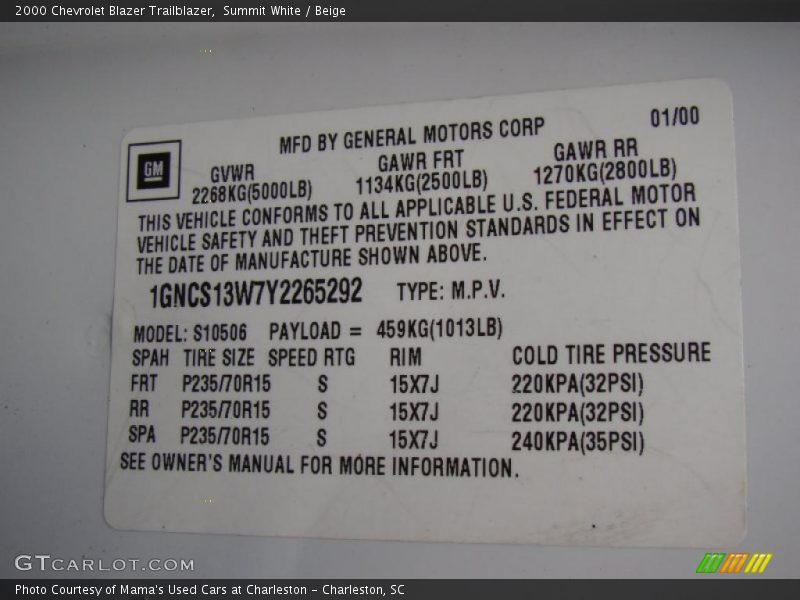 2000 Chevrolet Blazer Trailblazer,  Summit White / Beige
MFD BY GENERAL MOTORS CORP 01/00
GM
GVWR GAWR FRT GAWR RR
2268KG(5000LB) 1134KG(2500LB) 1270KG(2800LB)
THIS VEHICLE CONFORMS TO ALL APPLICABLE U.S. FEDERAL MOTOR
VEHICLE SAFETY AND THEFT PREVENTION STANDARDS IN EFFECT ON
THE DATE OF MANUFACTURE SHOWN ABOVE.
1GNCS13W7Y2265292 TYPE: M.P.V.
MODEL: S10506 PAYLOAD = 459KG(1013LB)
SPAH TIRE SIZE SPEED RTG RIM COLD TIRE PRESSURE
FRT P235/70R15 S 15X7J 220KPA(32PSI)
RR P235/70R15 S 15X7J 220KPA(32PSI)
SPA P235/70R15 S 15X7J 240KPA(35PSI)
SEE OWNER'S MANUAL FOR MORE INFORMATION.
GTCARLOT.COM
Photo Courtesy of Mama's Used Cars at Charleston - Charleston, SC